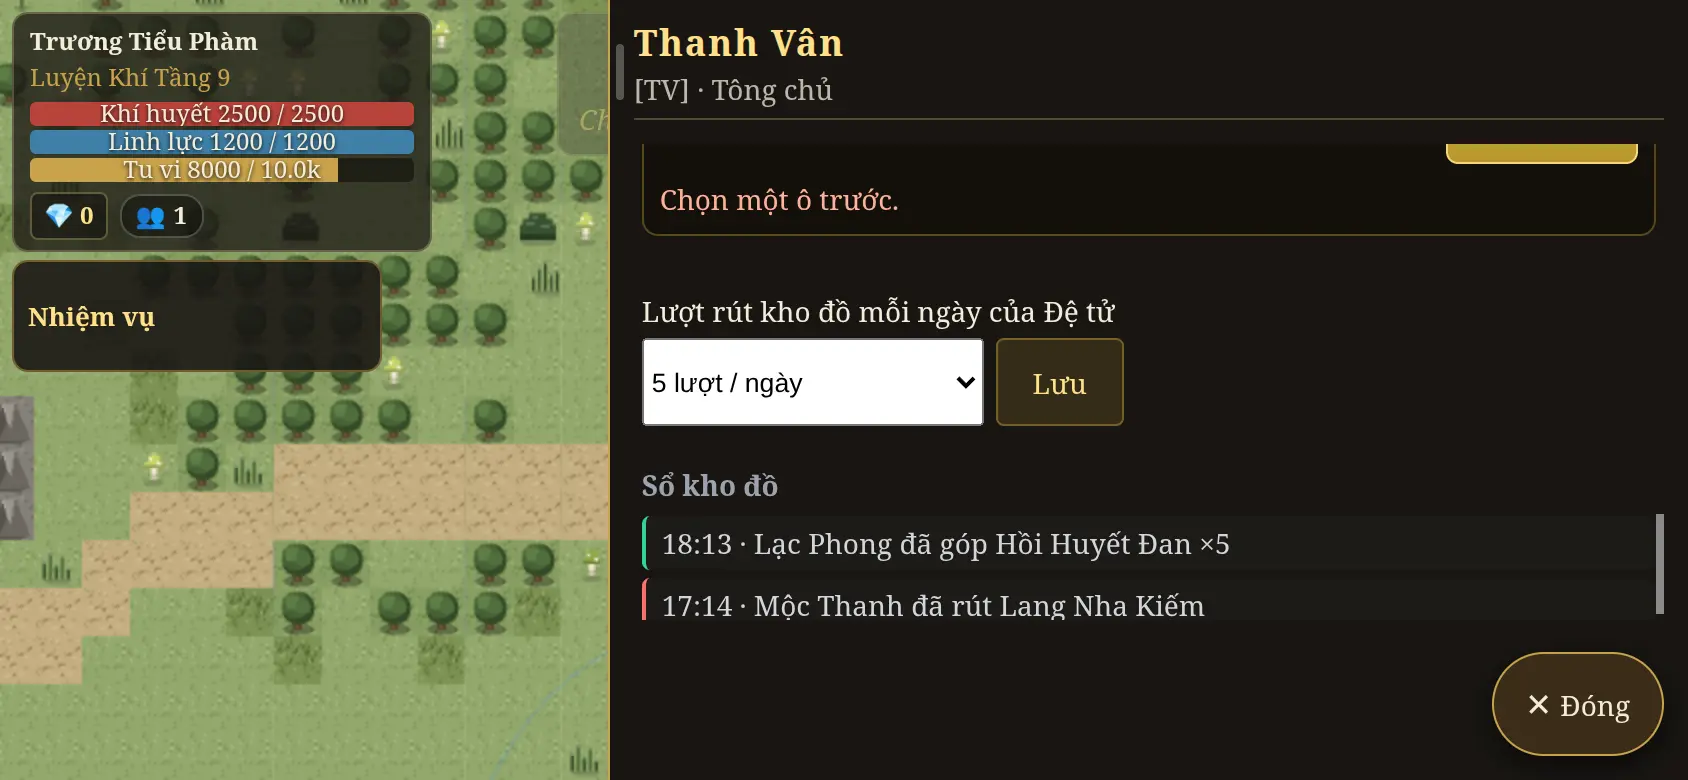 Trương Tiểu Phàm
Luyện Khí Tầng 9
Khí huyết 2500 / 2500
Linh lực 1200 / 1200
Tu vi 8000 / 10.0k
0
1
Nhiệm vụ
Thanh Vân
[TV] · Tông chủ
Chọn một ô trước.
Lượt rút kho đồ mỗi ngày của Đệ tử
5 lượt / ngày
Lưu
Sổ kho đồ
18:13 · Lạc Phong đã góp Hồi Huyết Đan ×5
17:14 · Mộc Thanh đã rút Lang Nha Kiếm
✕ Đóng